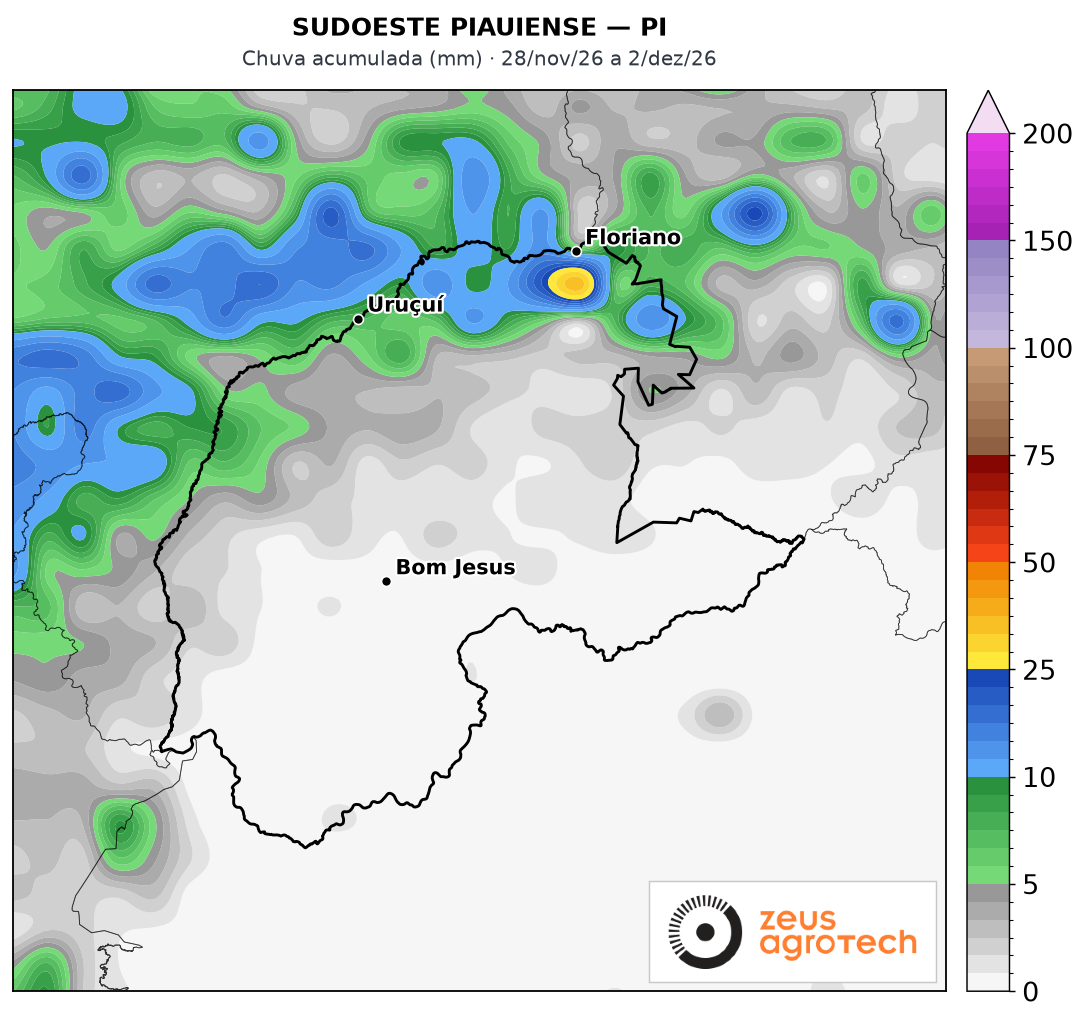 SUDOESTE PIAUIENSE — PI
Chuva acumulada (mm) · 28/nov/26 a 2/dez/26
Floriano
Uruçuí
Bom Jesus
200
150
100
75
50
25
10
5
0
zeus
agrotech